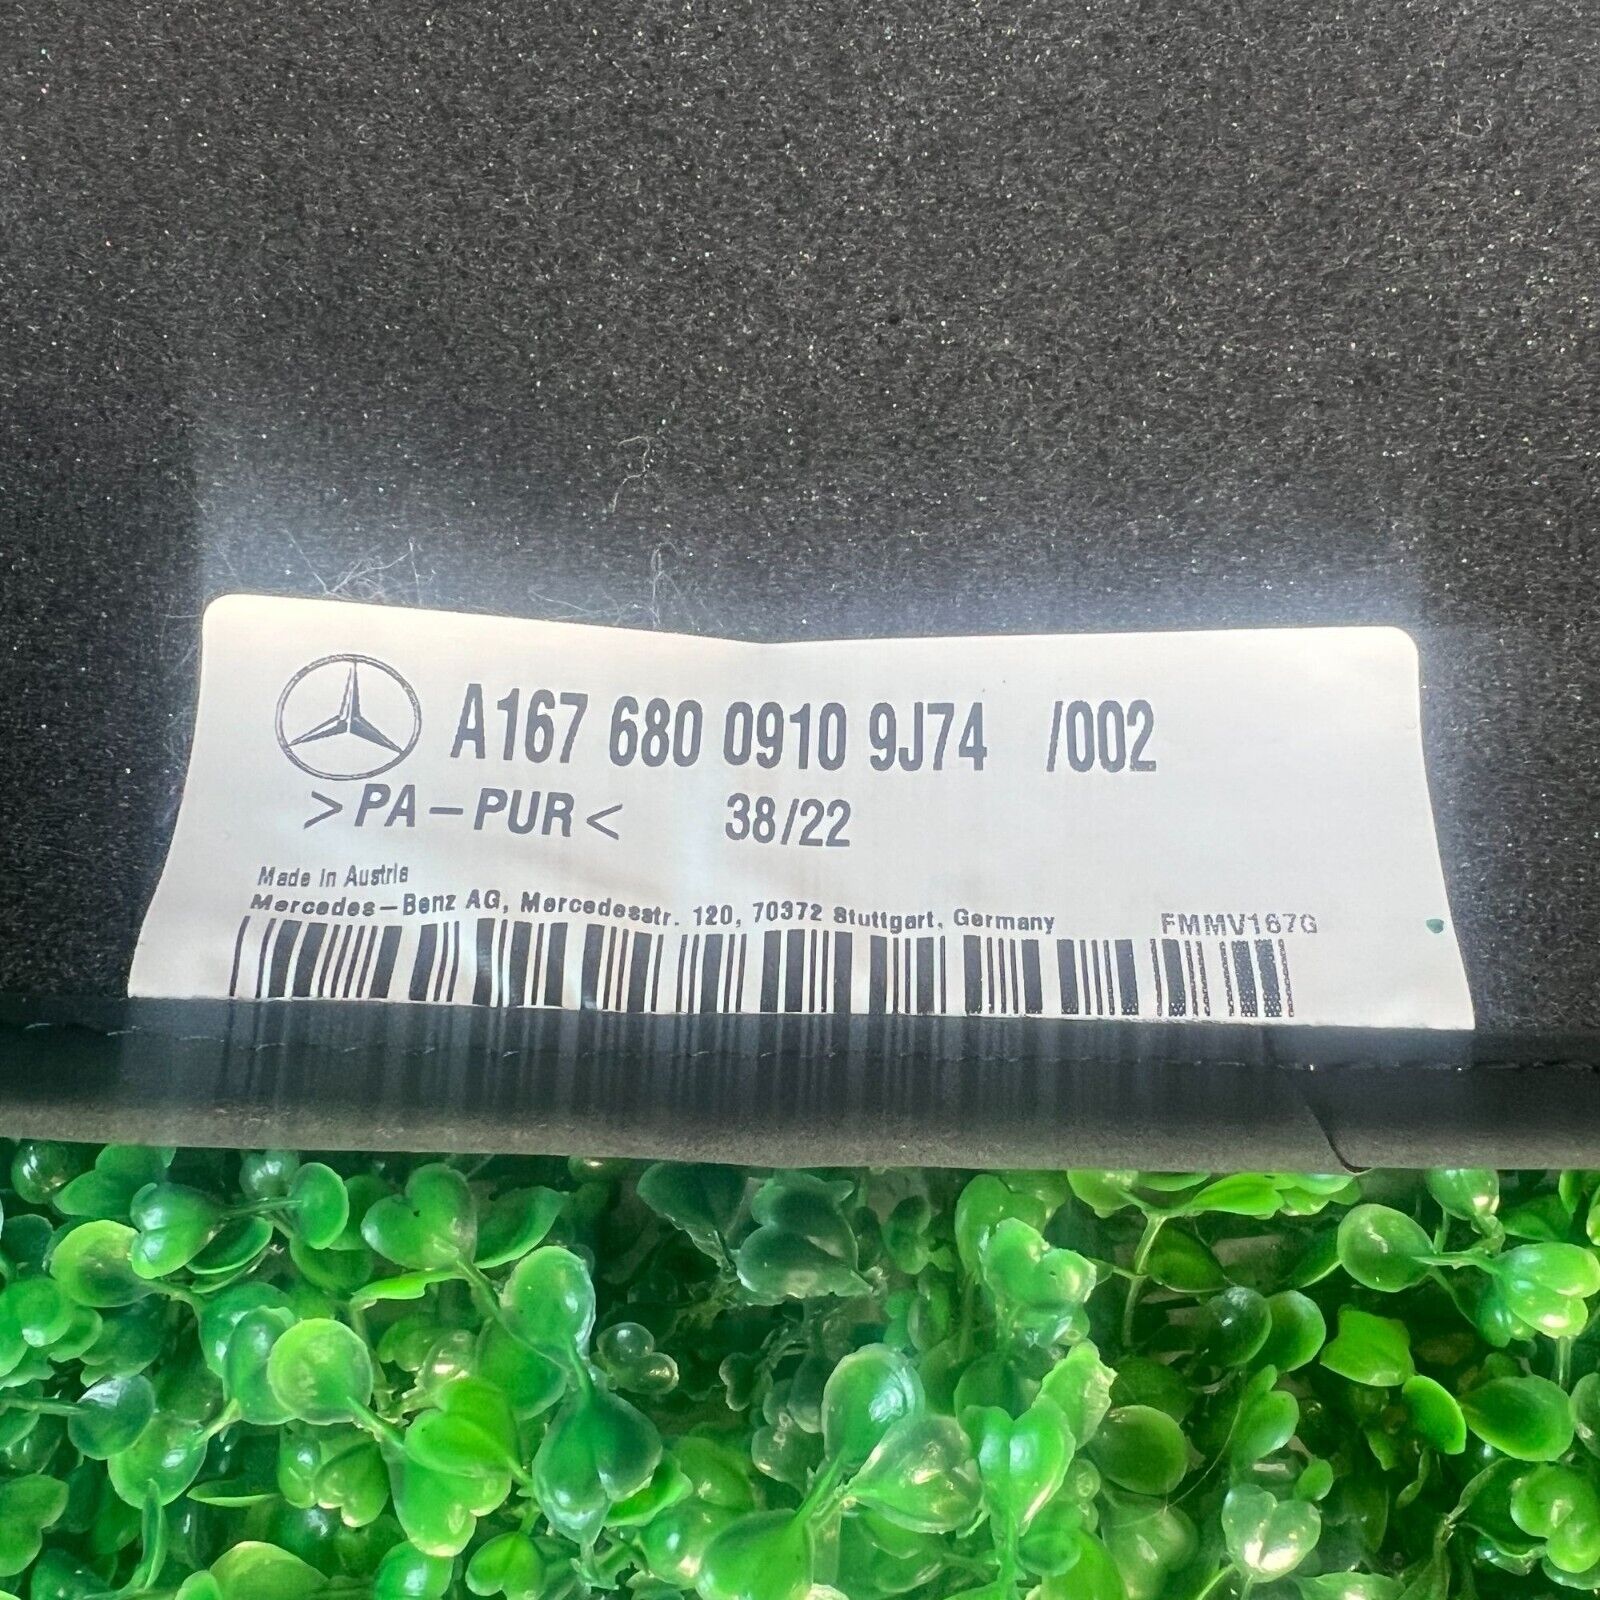 A167 680 0910 9J74 /002
>PA-PUR< 38/22
Made in Austria
Mercedes-Benz AG, Mercedesstr. 120, 70372 Stuttgart, Germany FMMV167G